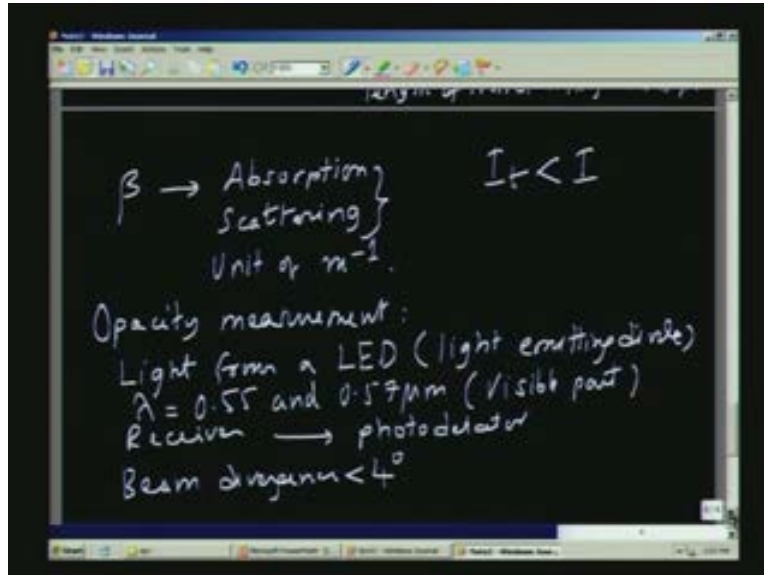 β → Absorption }
Scattering }
Unit of m⁻¹.
I_t < I
Opacity measurement :
Light from a LED (light emitting diode)
λ = 0.55 and 0.57 μm (visible part)
Receiver → photodetector
Beam divergence < 4°